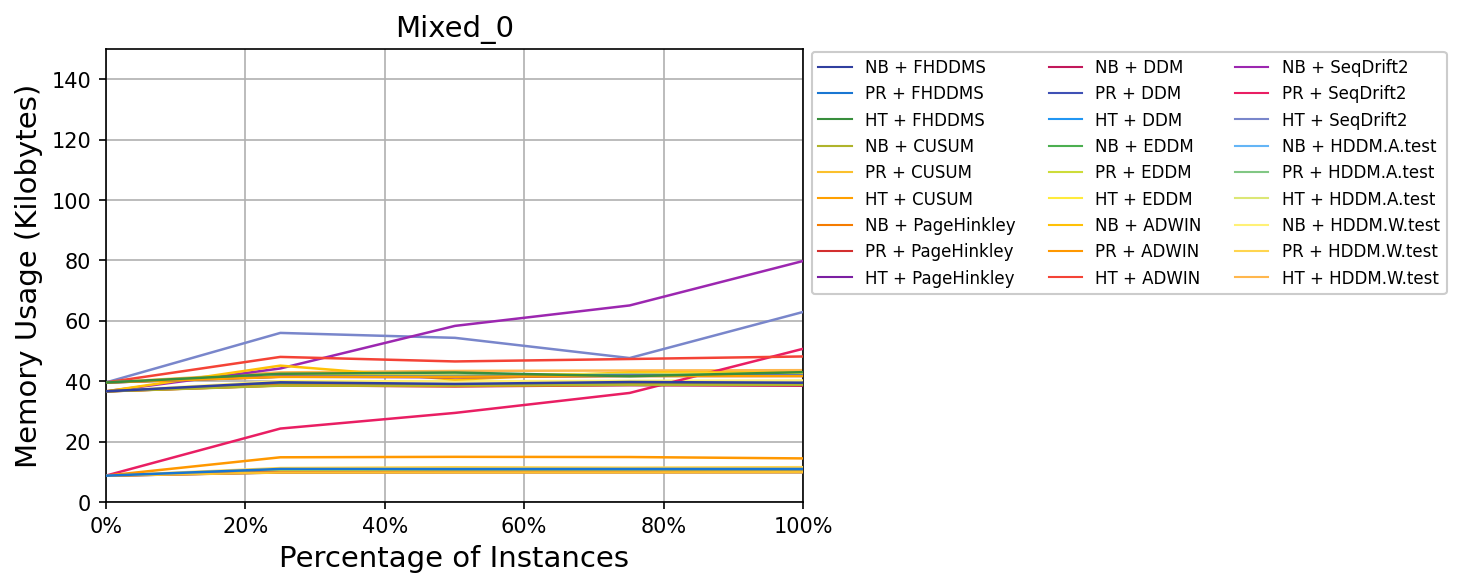 Mixed_0
Memory Usage (Kilobytes)
140
120
100
80
60
40
20
0
0% 20% 40% 60% 80% 100%
Percentage of Instances
NB + FHDDMS NB + DDM NB + SeqDrift2
PR + FHDDMS PR + DDM PR + SeqDrift2
HT + FHDDMS HT + DDM HT + SeqDrift2
NB + CUSUM NB + EDDM NB + HDDM.A.test
PR + CUSUM PR + EDDM PR + HDDM.A.test
HT + CUSUM HT + EDDM HT + HDDM.A.test
NB + PageHinkley NB + ADWIN NB + HDDM.W.test
PR + PageHinkley PR + ADWIN PR + HDDM.W.test
HT + PageHinkley HT + ADWIN HT + HDDM.W.test